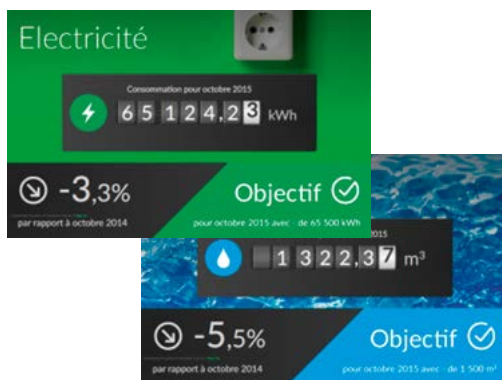 Electricité
Consommation pour octobre 2015
65124,23 kWh
-3,3%
par rapport à octobre 2014
Objectif
pour octobre 2015 avec - de 65 500 kWh
2015
1322,37 m³
-5,5%
par rapport à octobre 2014
Objectif
pour octobre 2015 avec - de 1 500 m³